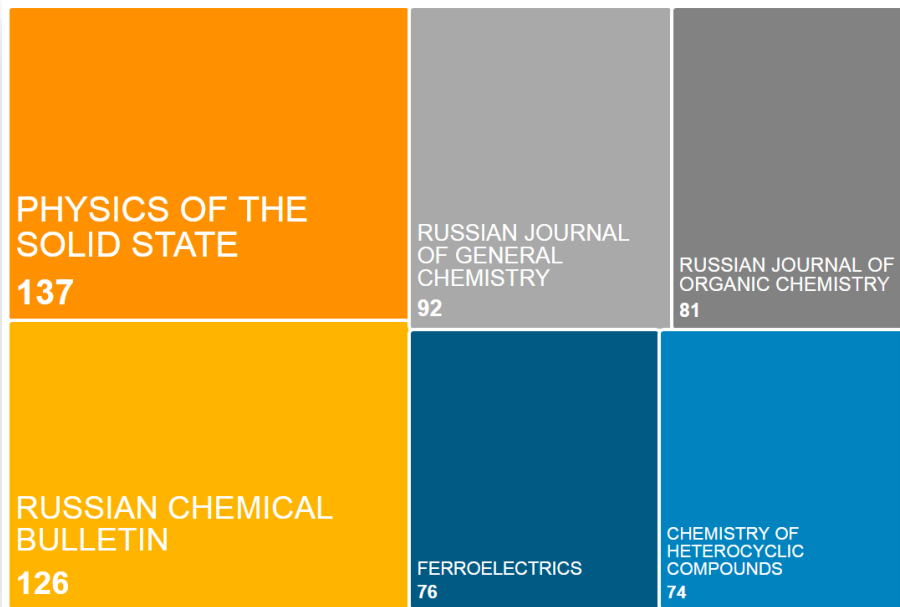 PHYSICS OF THE
SOLID STATE
137
RUSSIAN JOURNAL
OF GENERAL
CHEMISTRY
92
RUSSIAN JOURNAL OF
ORGANIC CHEMISTRY
81
RUSSIAN CHEMICAL
BULLETIN
126
FERROELECTRICS
76
CHEMISTRY OF
HETEROCYCLIC
COMPOUNDS
74